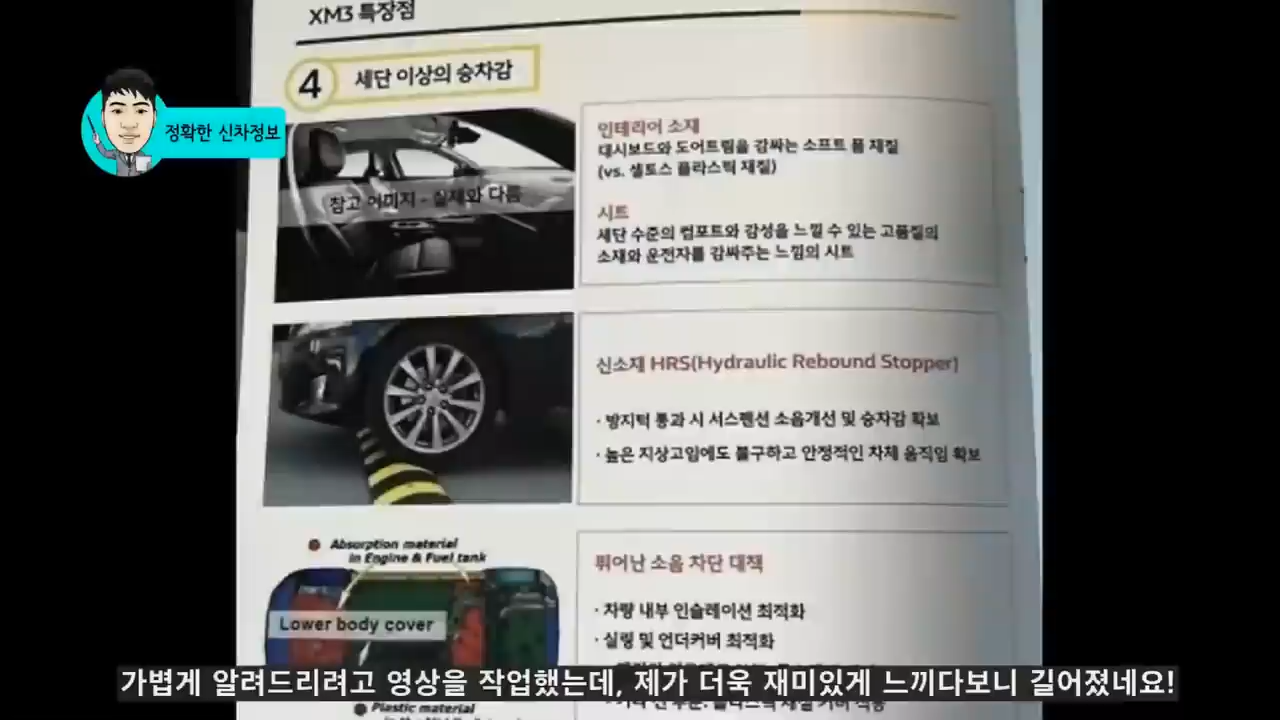 XM3 특장점
4 세단 이상의 승차감
정확한 신차정보
참고 이미지 - 실제와 다름
인테리어 소재
대시보드와 도어트림을 감싸는 소프트 폼 재질
(vs. 셀토스 플라스틱 재질)
시트
세단 수준의 컴포트와 감성을 느낄 수 있는 고품질의
소재와 운전자를 감싸주는 느낌의 시트
신소재 HRS(Hydraulic Rebound Stopper)
· 방지턱 통과 시 서스펜션 소음개선 및 승차감 확보
· 높은 지상고임에도 불구하고 안정적인 차체 움직임 확보
Absorption material
in Engine & Fuel tank
Lower body cover
뛰어난 소음 차단 대책
· 차량 내부 인슐레이션 최적화
· 실링 및 언더커버 최적화
가볍게 알려드리려고 영상을 작업했는데, 제가 더욱 재미있게 느끼다보니 길어졌네요!
Plastic material